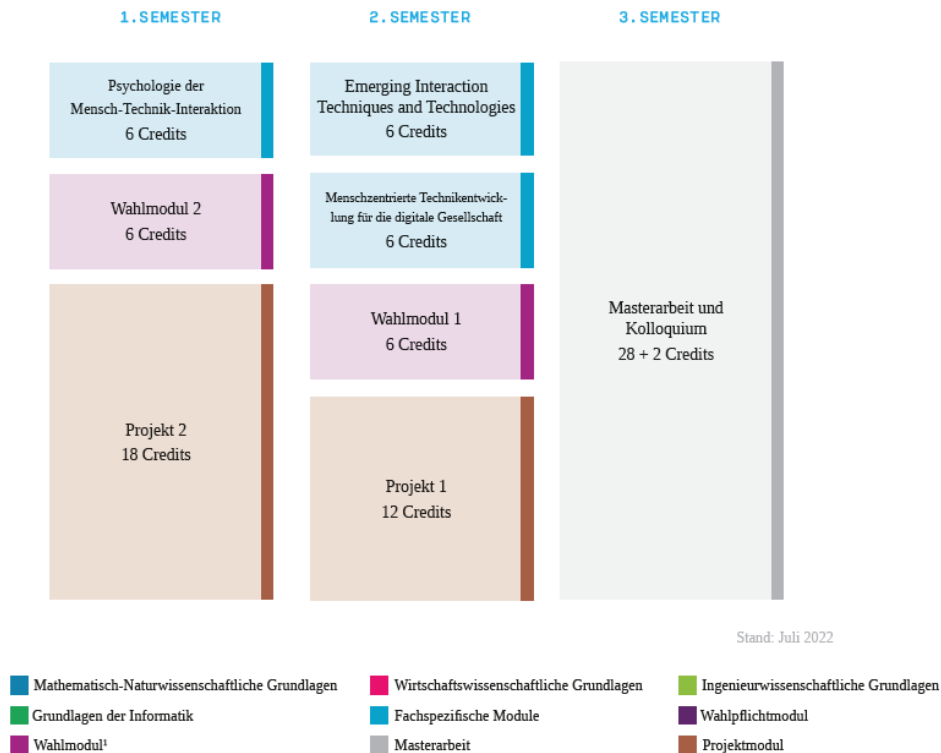 1.SEMESTER
2.SEMESTER
3.SEMESTER
Psychologie der
Mensch-Technik-Interaktion
6 Credits
Wahlmodul 2
6 Credits
Projekt 2
18 Credits
Emerging Interaction
Techniques and Technologies
6 Credits
Menschzentrierte Technikentwick-
lung für die digitale Gesellschaft
6 Credits
Wahlmodul 1
6 Credits
Projekt 1
12 Credits
Masterarbeit und
Kolloquium
28 + 2 Credits
Stand: Juli 2022
Mathematisch-Naturwissenschaftliche Grundlagen
Wirtschaftswissenschaftliche Grundlagen
Ingenieurwissenschaftliche Grundlagen
Grundlagen der Informatik
Fachspezifische Module
Wahlpflichtmodul
Wahlmodul¹
Masterarbeit
Projektmodul